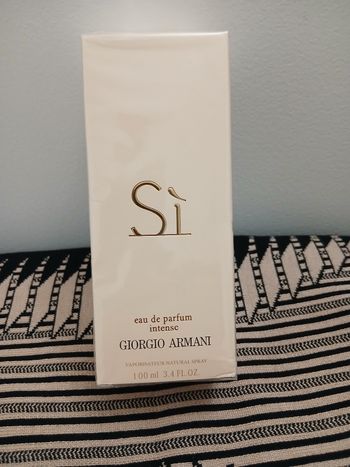 Sì
eau de parfum
intense
GIORGIO ARMANI
VAPORISATEUR NATURAL SPRAY
100 ml 3.4 FL.OZ.